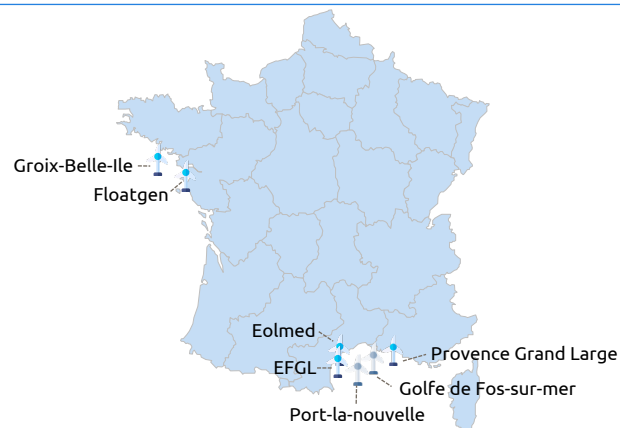 Groix-Belle-Ile
Floatgen
Eolmed
EFGL
Provence Grand Large
Golfe de Fos-sur-mer
Port-la-nouvelle